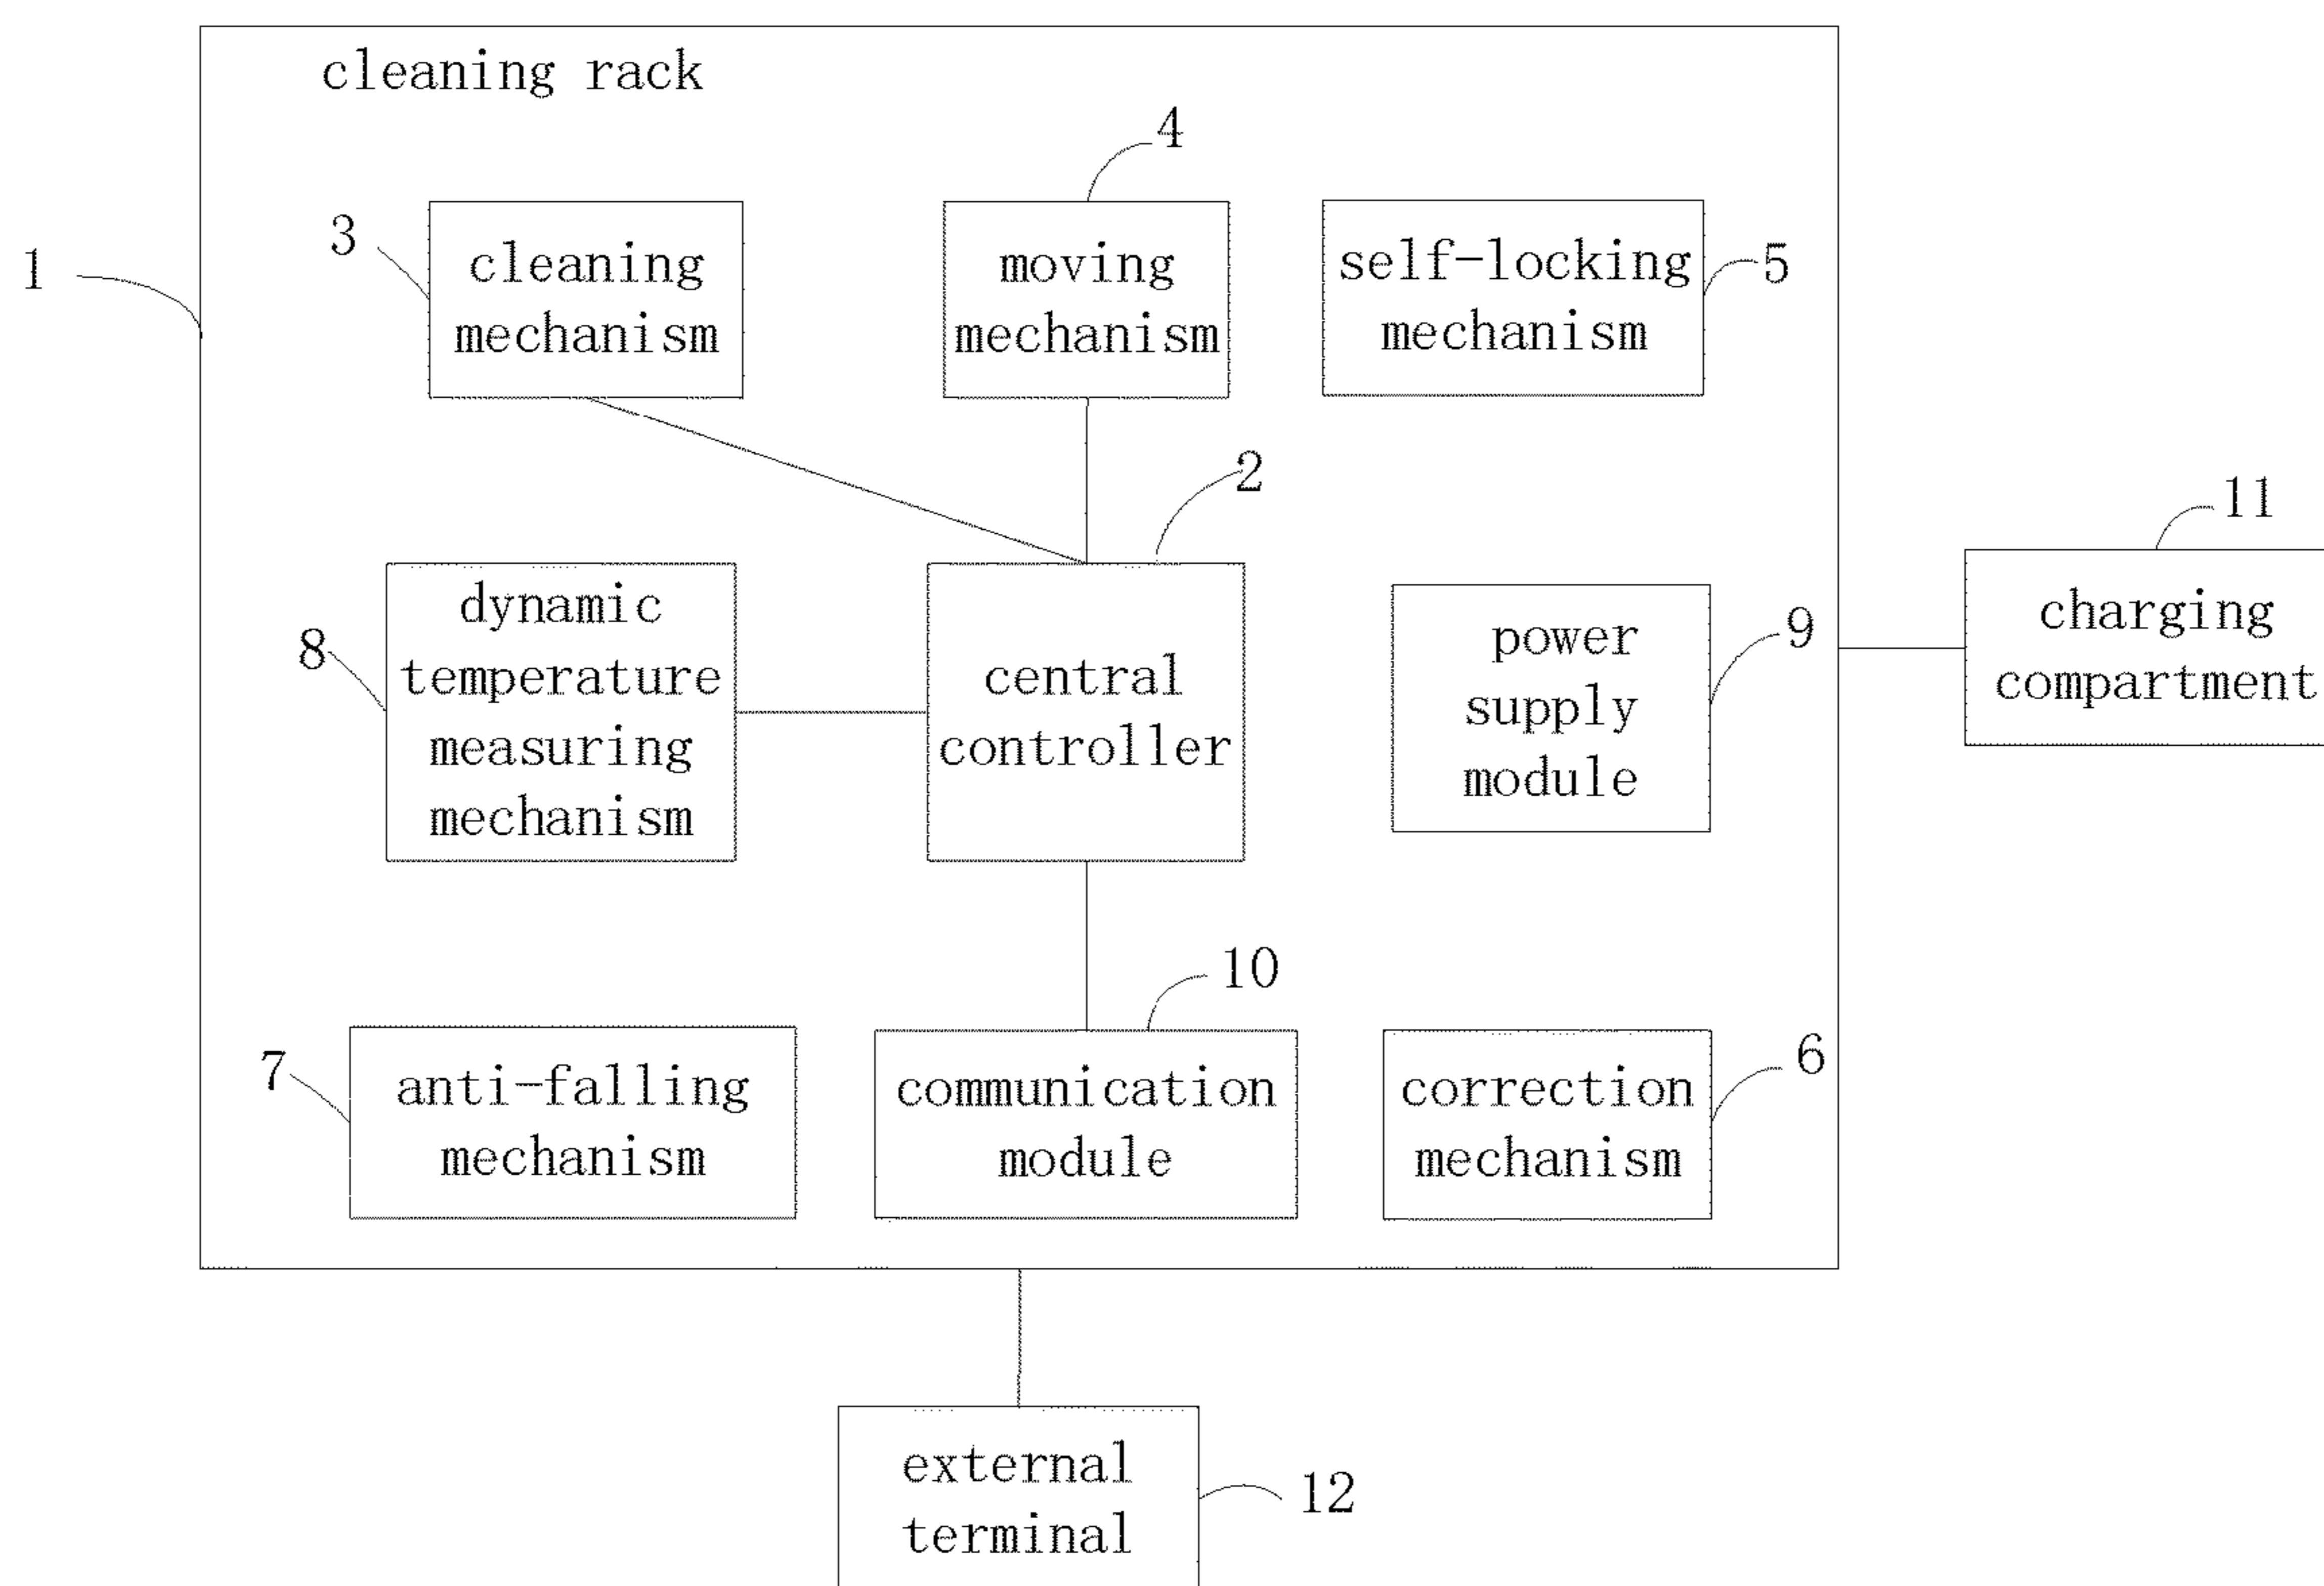 cleaning rack
4
3
cleaning
mechanism
moving
mechanism
self-locking
mechanism
5
1
2
11
8
dynamic
temperature
measuring
mechanism
central
controller
power
supply
module
9
charging
compartment
10
7
anti-falling
mechanism
communication
module
correction
mechanism
6
external
terminal
12